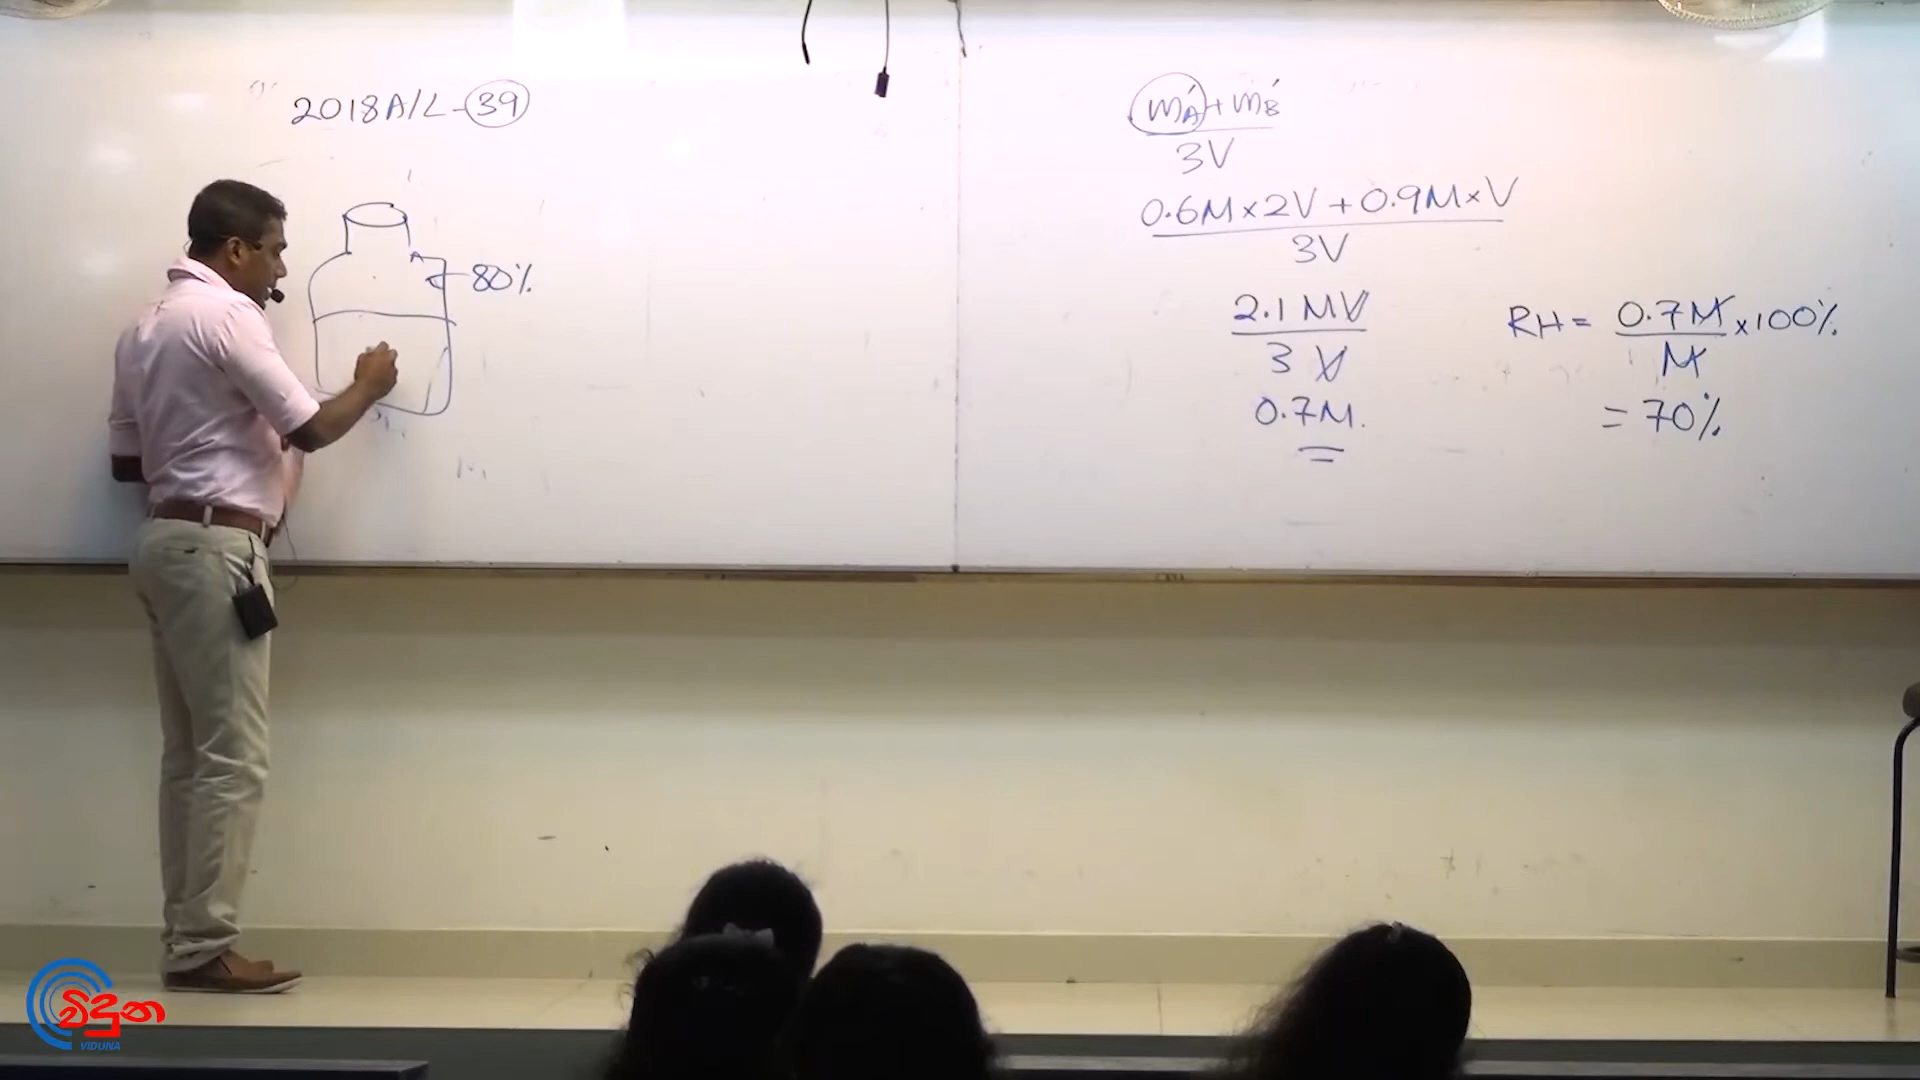 2018 A/L - 39
80%
m'A + m'B
3V
0.6M × 2V + 0.9M × V
3V
2.1 MV
3 V
0.7M.
RH = 0.7M × 100%
M
= 70%
විදුන
VIDUNA